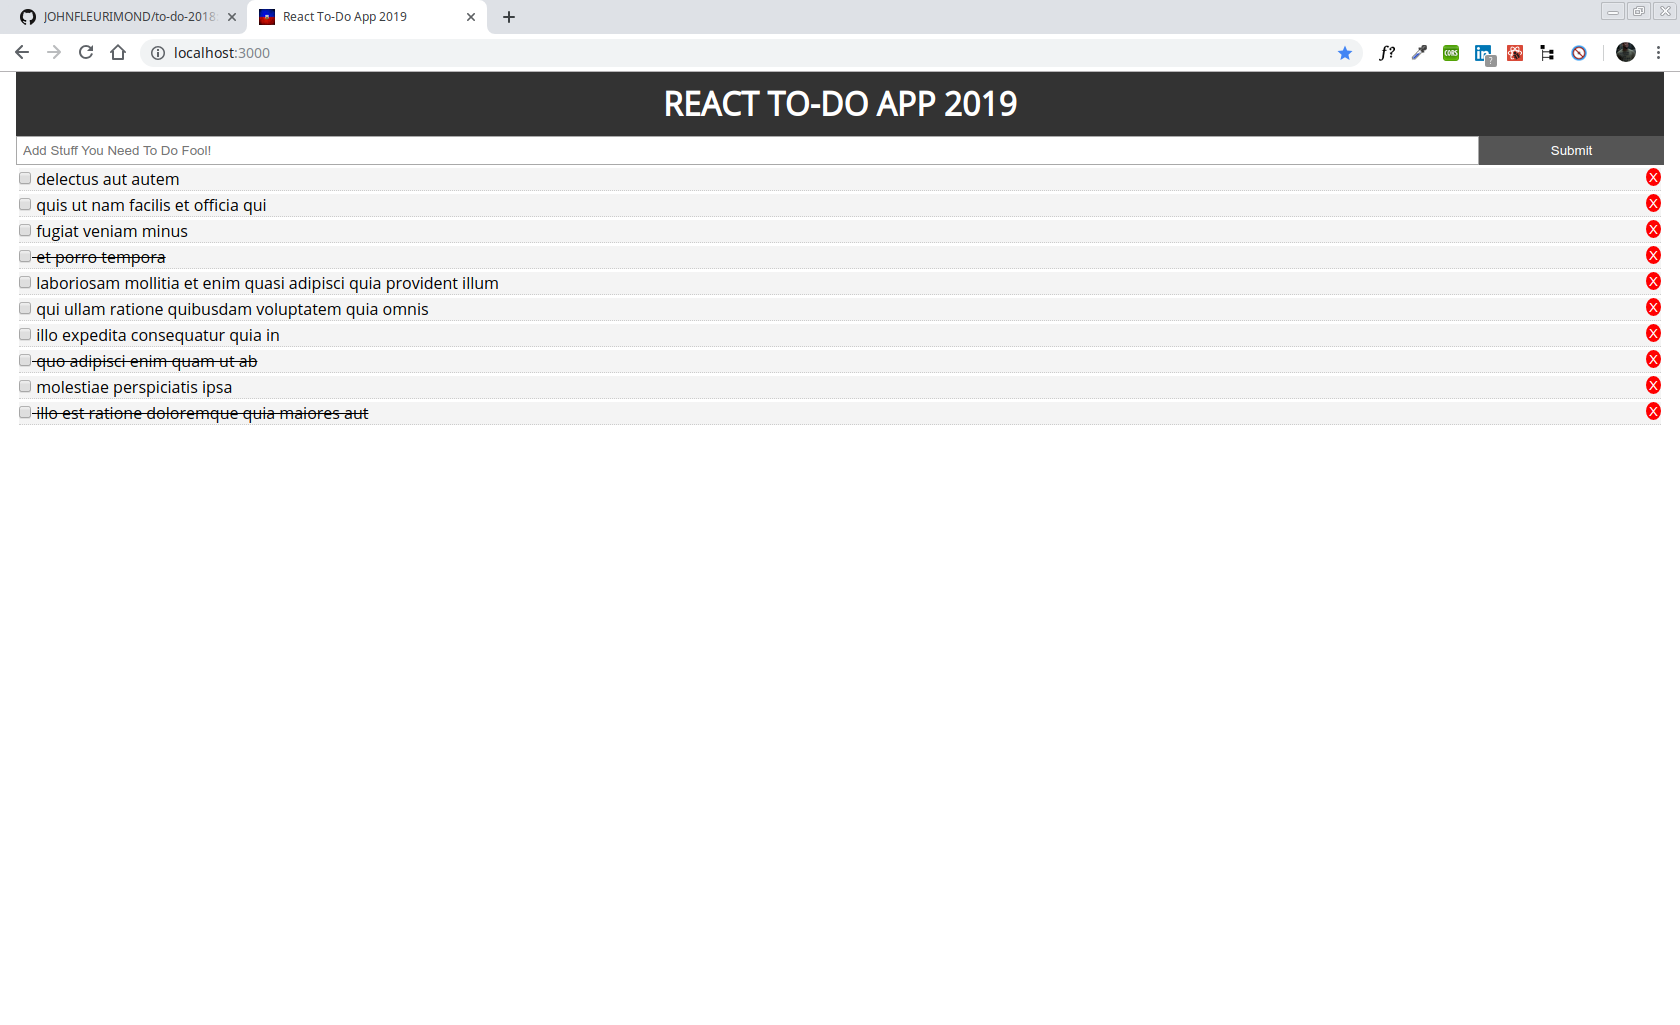 JOHNFLEURIMOND/to-do-2018
React To-Do App 2019
localhost:3000
f?
CORS
in
?
REACT TO-DO APP 2019
Add Stuff You Need To Do Fool!
Submit
delectus aut autem X
quis ut nam facilis et officia qui X
fugiat veniam minus X
et porro tempora X
laboriosam mollitia et enim quasi adipisci quia provident illum X
qui ullam ratione quibusdam voluptatem quia omnis X
illo expedita consequatur quia in X
quo adipisci enim quam ut ab X
molestiae perspiciatis ipsa X
illo est ratione doloremque quia maiores aut X